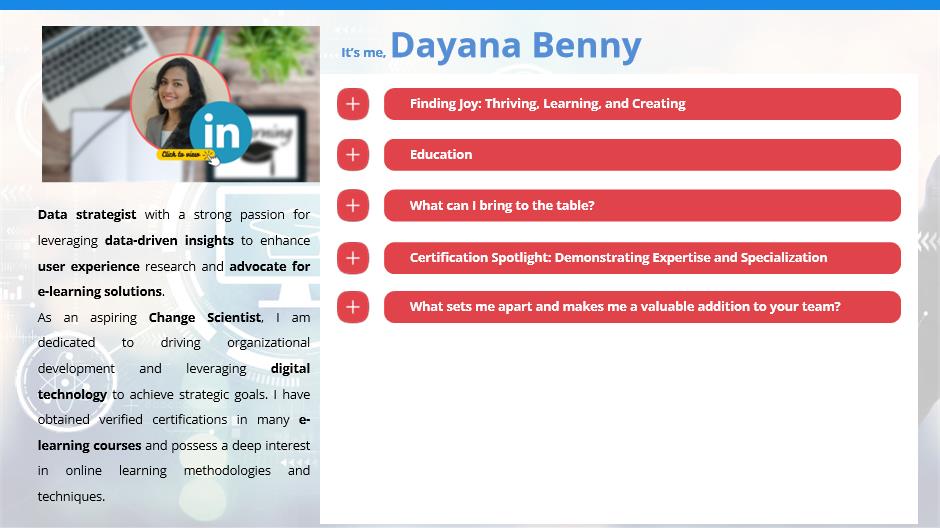 It's me, Dayana Benny
in
Click to view
Data strategist with a strong passion for
leveraging data-driven insights to enhance
user experience research and advocate for
e-learning solutions.
As an aspiring Change Scientist, I am
dedicated to driving organizational
development and leveraging digital
technology to achieve strategic goals. I have
obtained verified certifications in many e-
learning courses and possess a deep interest
in online learning methodologies and
techniques.
Finding Joy: Thriving, Learning, and Creating
Education
What can I bring to the table?
Certification Spotlight: Demonstrating Expertise and Specialization
What sets me apart and makes me a valuable addition to your team?